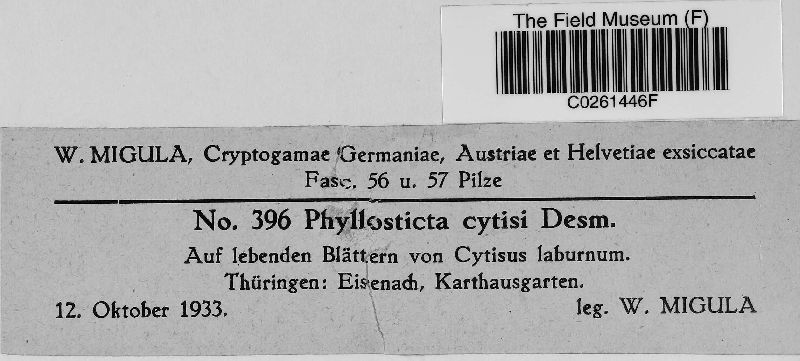 The Field Museum (F)
C0261446F
W. MIGULA, Cryptogamae Germaniae, Austriae et Helvetiae exsiccatae
Fasc. 56 u. 57 Pilze
No. 396 Phyllosticta cytisi Desm.
Auf lebenden Blättern von Cytisus laburnum.
Thüringen: Eisenach, Karthausgarten.
12. Oktober 1933. leg. W. MIGULA